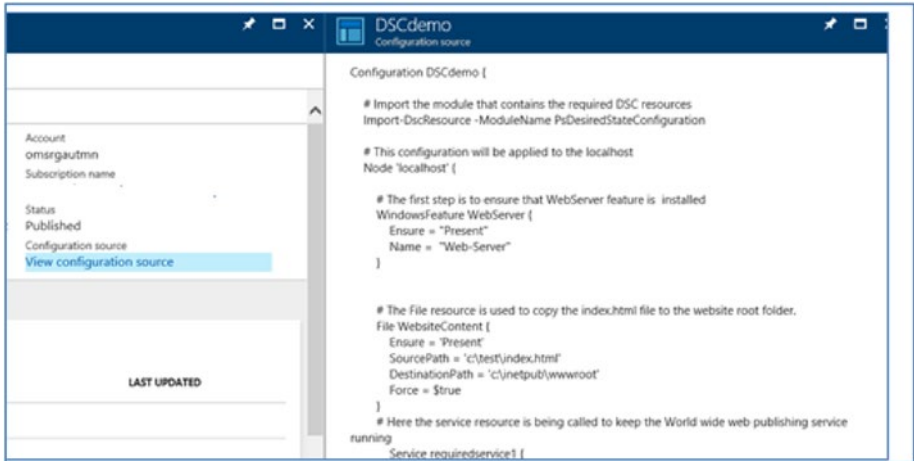 DSCdemo
Configuration source
Account
omsrgautmn
Subscription name
Status
Published
Configuration source
View configuration source
LAST UPDATED
Configuration DSCdemo {
# Import the module that contains the required DSC resources
Import-DscResource -ModuleName PsDesiredStateConfiguration
# This configuration will be applied to the localhost
Node 'localhost' {
# The first step is to ensure that WebServer feature is  installed
WindowsFeature WebServer {
Ensure = "Present"
Name =  "Web-Server"
}
# The File resource is used to copy the index.html file to the website root folder.
File WebsiteContent {
Ensure = 'Present'
SourcePath = 'c:\test\index.html'
DestinationPath = 'c:\inetpub\wwwroot'
Force = $true
}
# Here the service resource is being called to keep the World wide web publishing service
running
Service requiredservice1 {